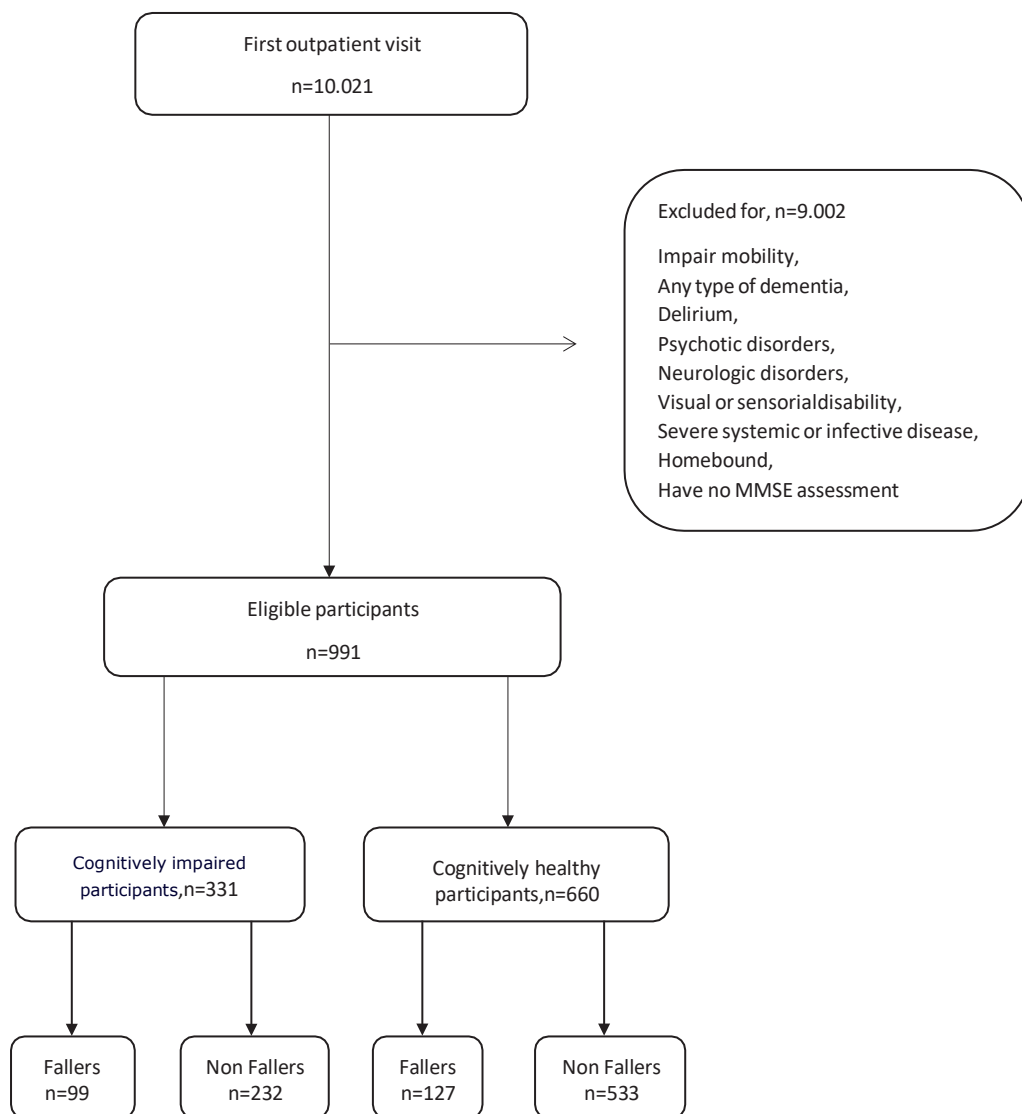 First outpatient visit
n=10.021
Excluded for, n=9.002
Impair mobility,
Any type of dementia,
Delirium,
Psychotic disorders,
Neurologic disorders,
Visual or sensorialdisability,
Severe systemic or infective disease,
Homebound,
Have no MMSE assessment
Eligible participants
n=991
Cognitively impaired
participants,n=331
Cognitively healthy
participants,n=660
Fallers
n=99
Non Fallers
n=232
Fallers
n=127
Non Fallers
n=533